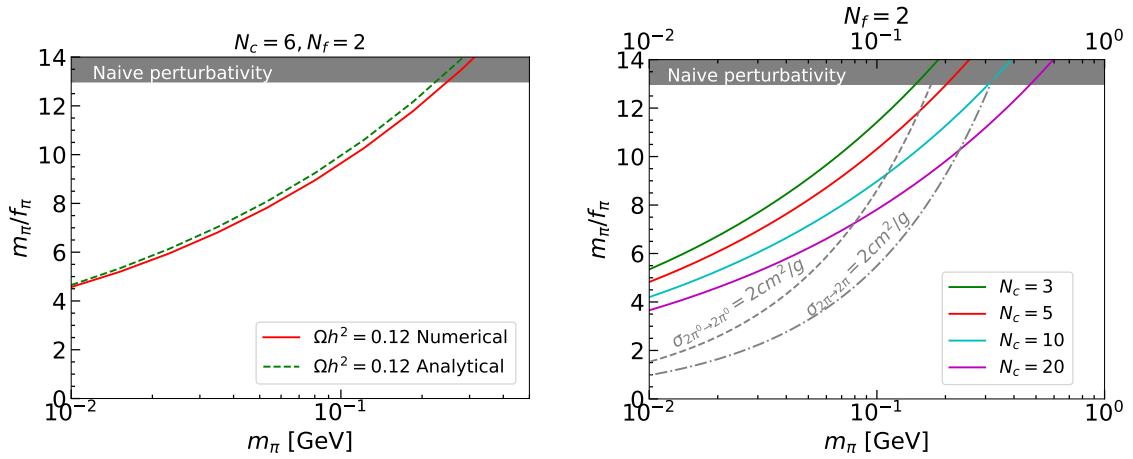 N_c = 6, N_f = 2
Naive perturbativity
14
12
10
8
6
4
2
0
m_π/f_π
Ωh² = 0.12 Numerical
Ωh² = 0.12 Analytical
10⁻² 10⁻¹
m_π [GeV]
N_f = 2
10⁻² 10⁻¹ 10⁰
Naive perturbativity
14
12
10
8
6
4
2
0
m_π/f_π
σ_{2π⁰→2π⁰} = 2cm²/g
σ_{2π→2π} = 2cm²/g
N_c = 3
N_c = 5
N_c = 10
N_c = 20
10⁻² 10⁻¹ 10⁰
m_π [GeV]